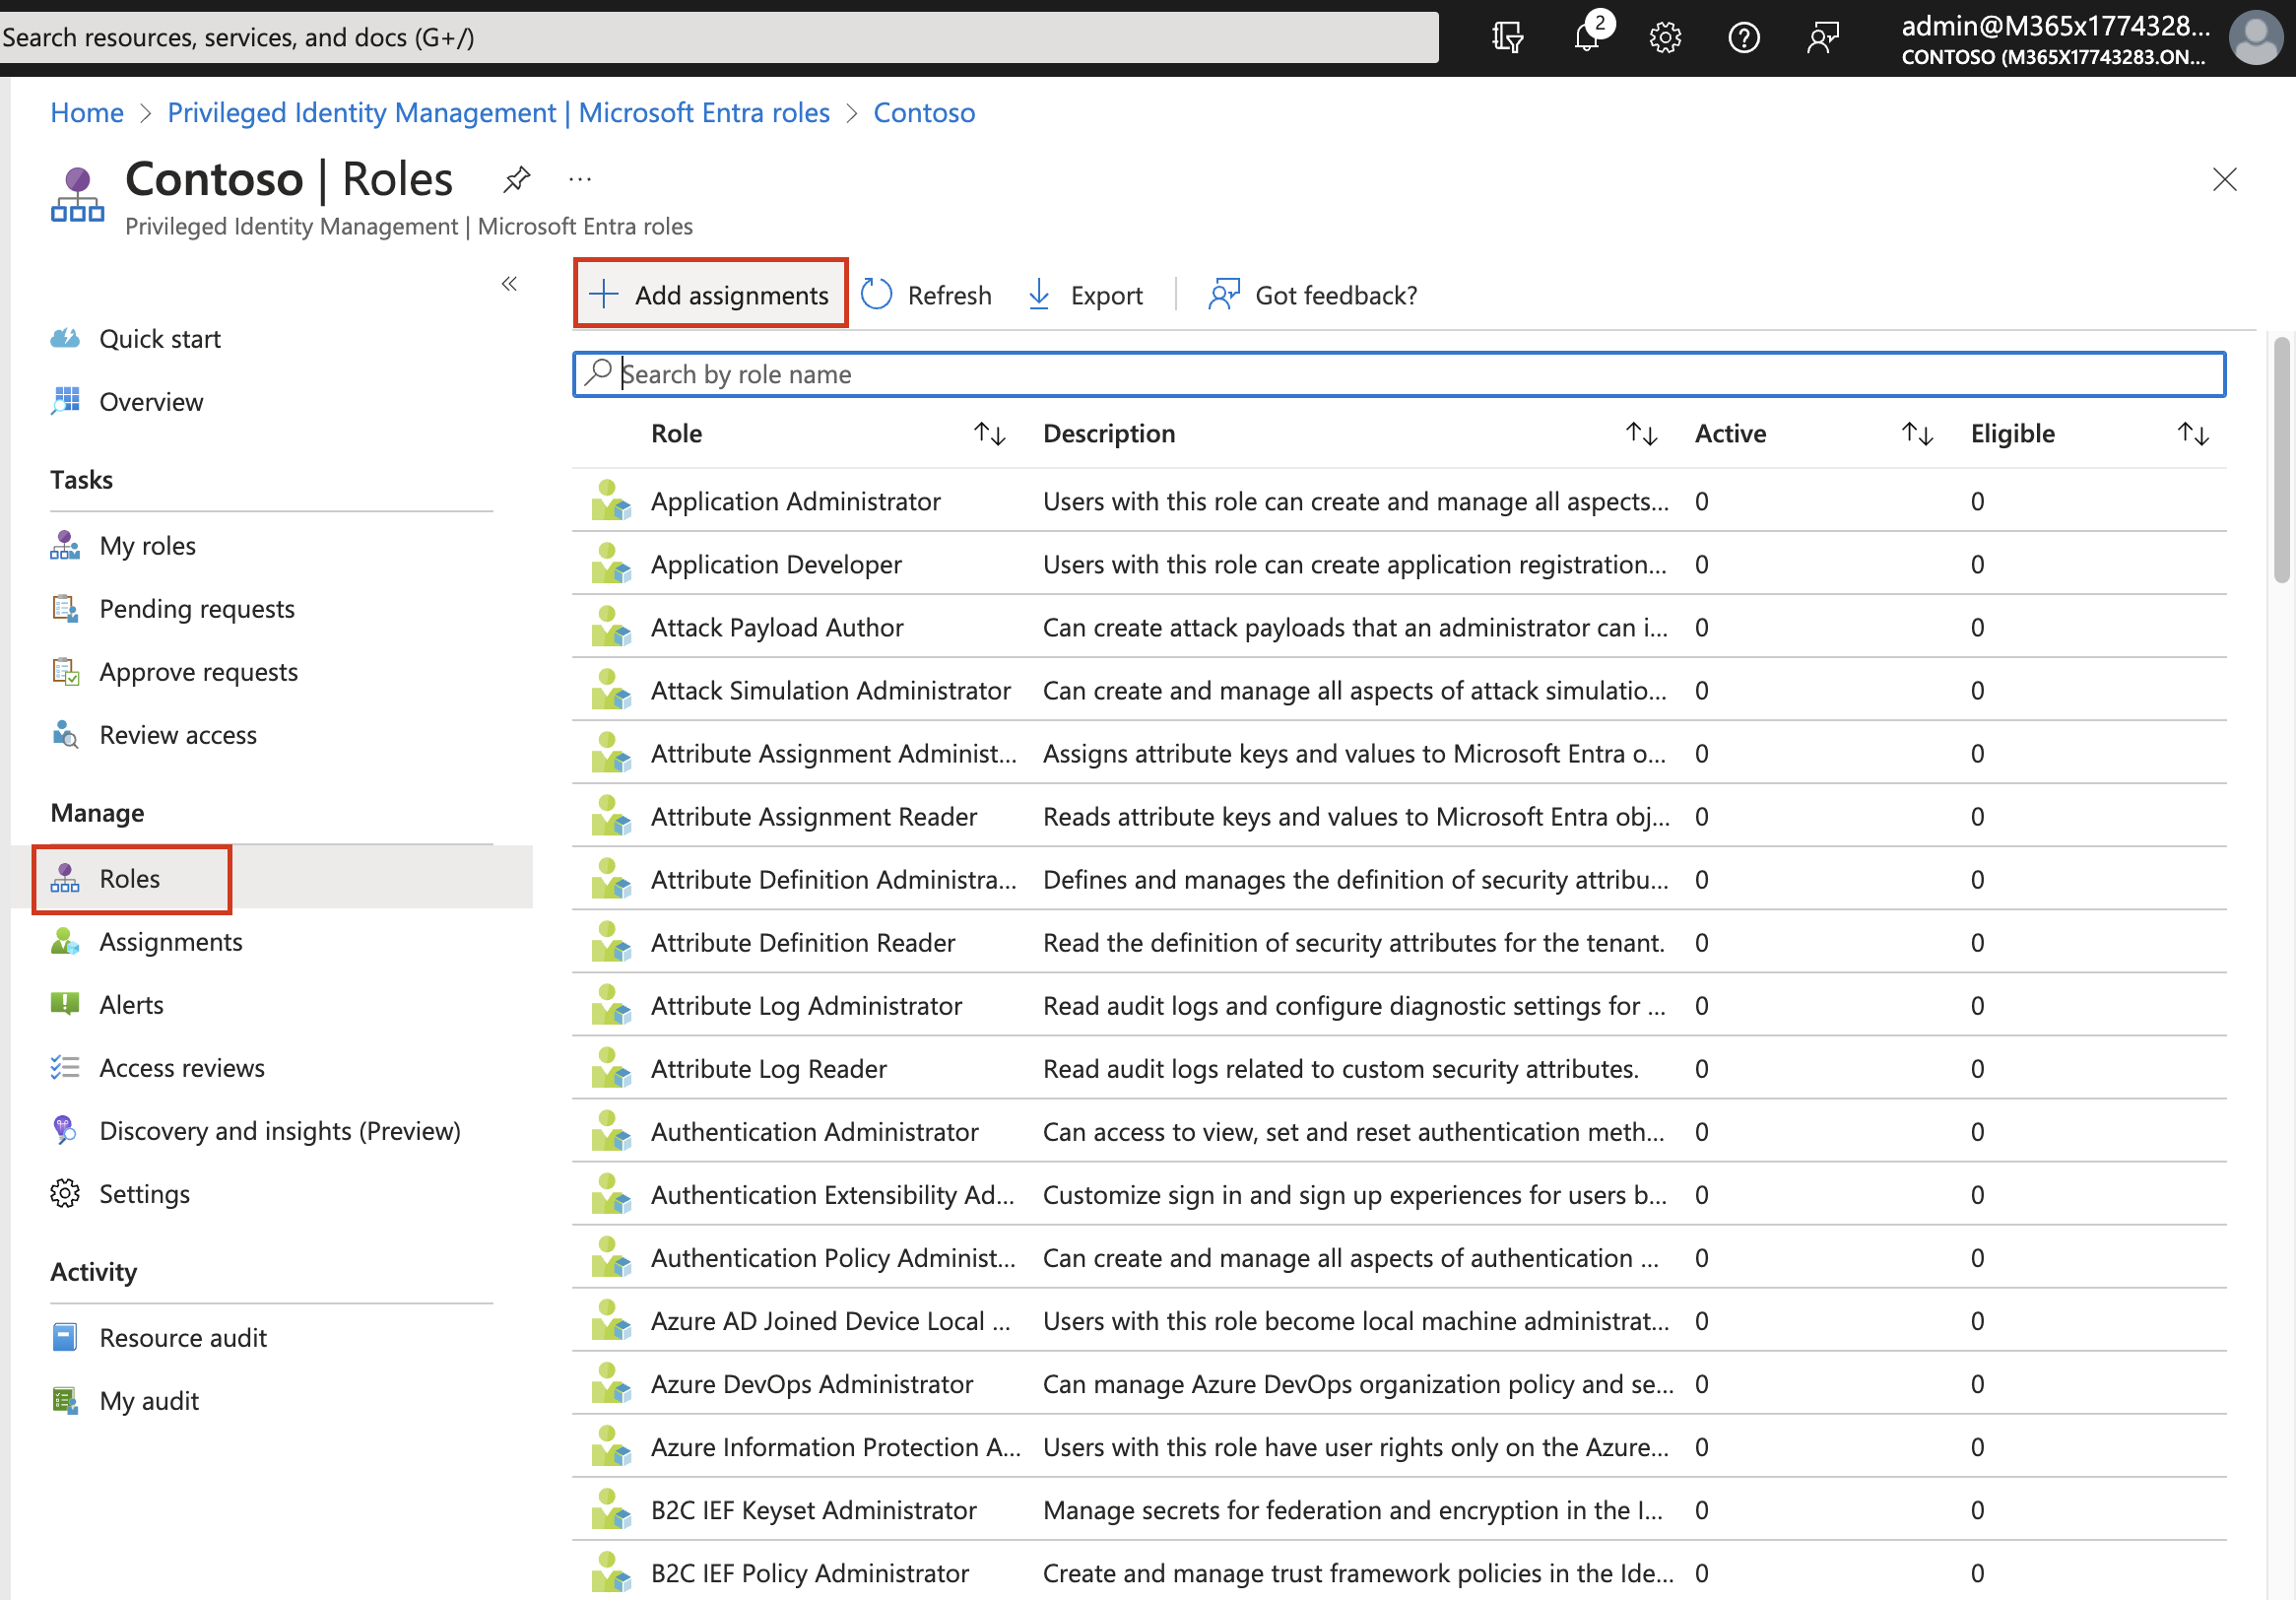 Search resources, services, and docs (G+/)
2
admin@M365x1774328...
CONTOSO (M365X17743283.ON...
Home > Privileged Identity Management | Microsoft Entra roles > Contoso
Contoso | Roles ...
Privileged Identity Management | Microsoft Entra roles
Quick start
Overview
Tasks
My roles
Pending requests
Approve requests
Review access
Manage
Roles
Assignments
Alerts
Access reviews
Discovery and insights (Preview)
Settings
Activity
Resource audit
My audit
Add assignments Refresh Export Got feedback?
Search by role name
Role Description Active Eligible
Application Administrator Users with this role can create and manage all aspects... 0 0
Application Developer Users with this role can create application registration... 0 0
Attack Payload Author Can create attack payloads that an administrator can i... 0 0
Attack Simulation Administrator Can create and manage all aspects of attack simulatio... 0 0
Attribute Assignment Administ... Assigns attribute keys and values to Microsoft Entra o... 0 0
Attribute Assignment Reader Reads attribute keys and values to Microsoft Entra obj... 0 0
Attribute Definition Administra... Defines and manages the definition of security attribu... 0 0
Attribute Definition Reader Read the definition of security attributes for the tenant. 0 0
Attribute Log Administrator Read audit logs and configure diagnostic settings for ... 0 0
Attribute Log Reader Read audit logs related to custom security attributes. 0 0
Authentication Administrator Can access to view, set and reset authentication meth... 0 0
Authentication Extensibility Ad... Customize sign in and sign up experiences for users b... 0 0
Authentication Policy Administ... Can create and manage all aspects of authentication ... 0 0
Azure AD Joined Device Local ... Users with this role become local machine administrat... 0 0
Azure DevOps Administrator Can manage Azure DevOps organization policy and se... 0 0
Azure Information Protection A... Users with this role have user rights only on the Azure... 0 0
B2C IEF Keyset Administrator Manage secrets for federation and encryption in the I... 0 0
B2C IEF Policy Administrator Create and manage trust framework policies in the Ide... 0 0